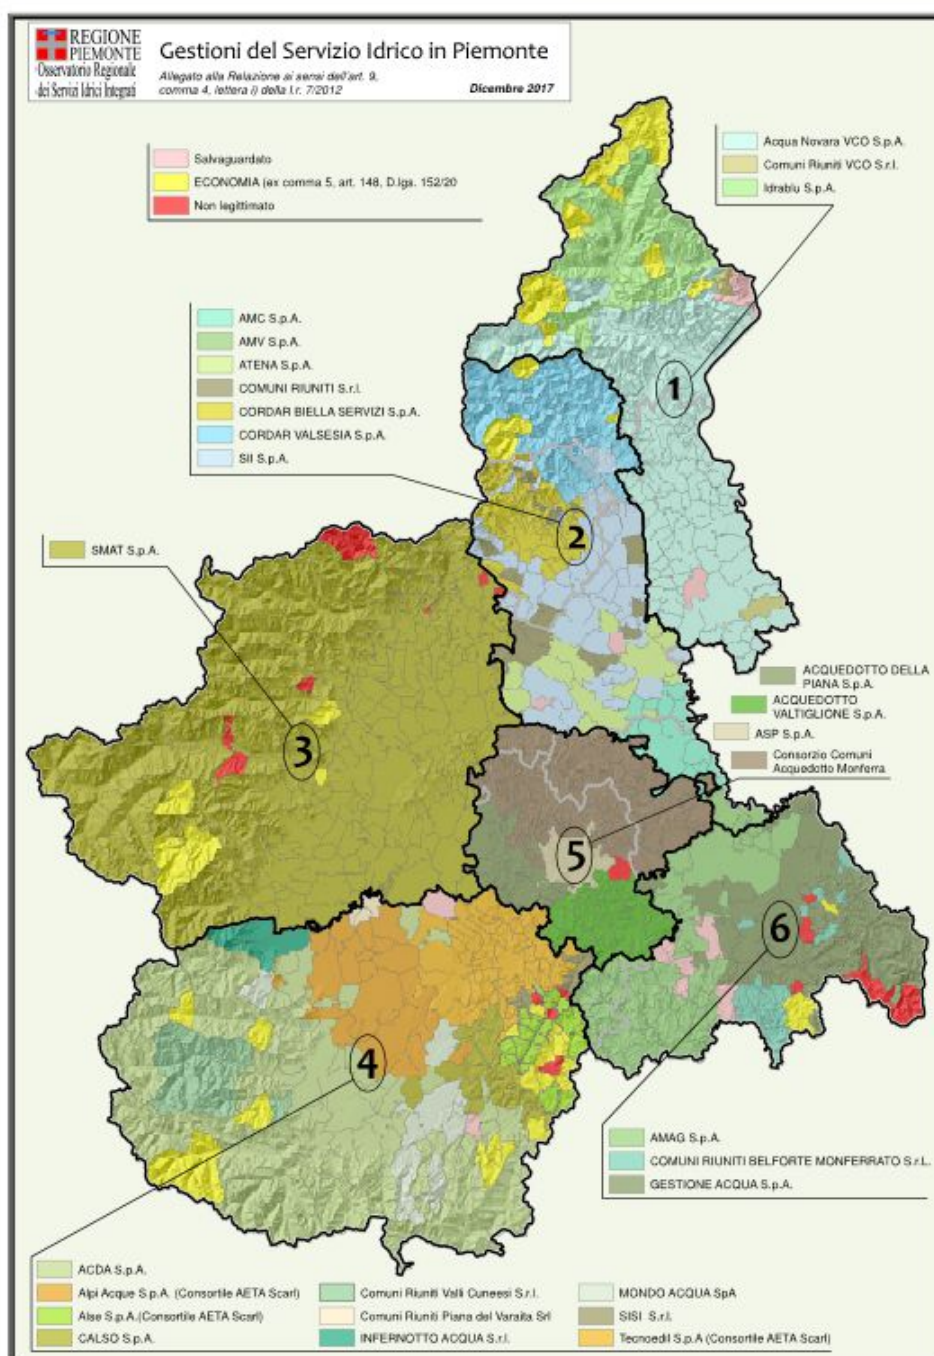 REGIONE
PIEMONTE
Osservatorio Regionale
dei Servizi Idrici Integrati
Gestioni del Servizio Idrico in Piemonte
Allegato alla Relazione ai sensi dell'art. 9,
comma 4, lettera i) della l.r. 7/2012
Dicembre 2017
Salvaguardato
ECONOMIA (ex comma 5, art. 148, D.lgs. 152/20
Non legittimato
Acqua Novara VCO S.p.A.
Comuni Riuniti VCO S.r.l.
Idrablu S.p.A.
AMC S.p.A.
AMV S.p.A.
ATENA S.p.A.
COMUNI RIUNITI S.r.l.
CORDAR BIELLA SERVIZI S.p.A.
CORDAR VALSESIA S.p.A.
SII S.p.A.
1
2
SMAT S.p.A.
3
ACQUEDOTTO DELLA
PIANA S.p.A.
ACQUEDOTTO
VALTIGLIONE S.p.A.
ASP S.p.A.
Consorzio Comuni
Acquedotto Monferra
5
6
4
AMAG S.p.A.
COMUNI RIUNITI BELFORTE MONFERRATO S.r.L.
GESTIONE ACQUA S.p.A.
ACDA S.p.A.
Alpi Acque S.p.A. (Consortile AETA Scarl)
Alse S.p.A.(Consortile AETA Scarl)
CALSO S.p.A.
Comuni Riuniti Valli Cuneesi S.r.l.
Comuni Riuniti Piana del Varaita Srl
INFERNOTTO ACQUA S.r.l.
MONDO ACQUA SpA
SISI S.r.l.
Tecnoedil S.p.A (Consortile AETA Scarl)